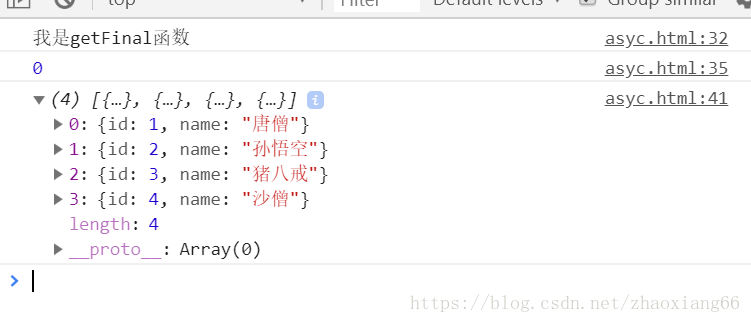 top
Filter
Default levels
Group similar
我是getFinal函数 asyc.html:32
0 asyc.html:35
(4) [{…}, {…}, {…}, {…}] i asyc.html:41
0: {id: 1, name: "唐僧"}
1: {id: 2, name: "孙悟空"}
2: {id: 3, name: "猪八戒"}
3: {id: 4, name: "沙僧"}
length: 4
__proto__: Array(0)
https://blog.csdn.net/zhaoxiang66